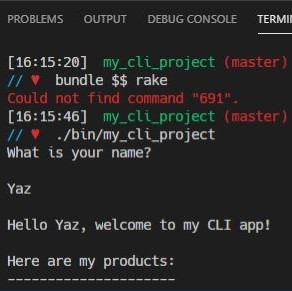 PROBLEMS OUTPUT DEBUG CONSOLE TERMI
[16:15:20] my_cli_project (master)
// ♥ bundle $$ rake
Could not find command "691".
[16:15:46] my_cli_project (master)
// ♥ ./bin/my_cli_project
What is your name?
Yaz
Hello Yaz, welcome to my CLI app!
Here are my products:
---------------------